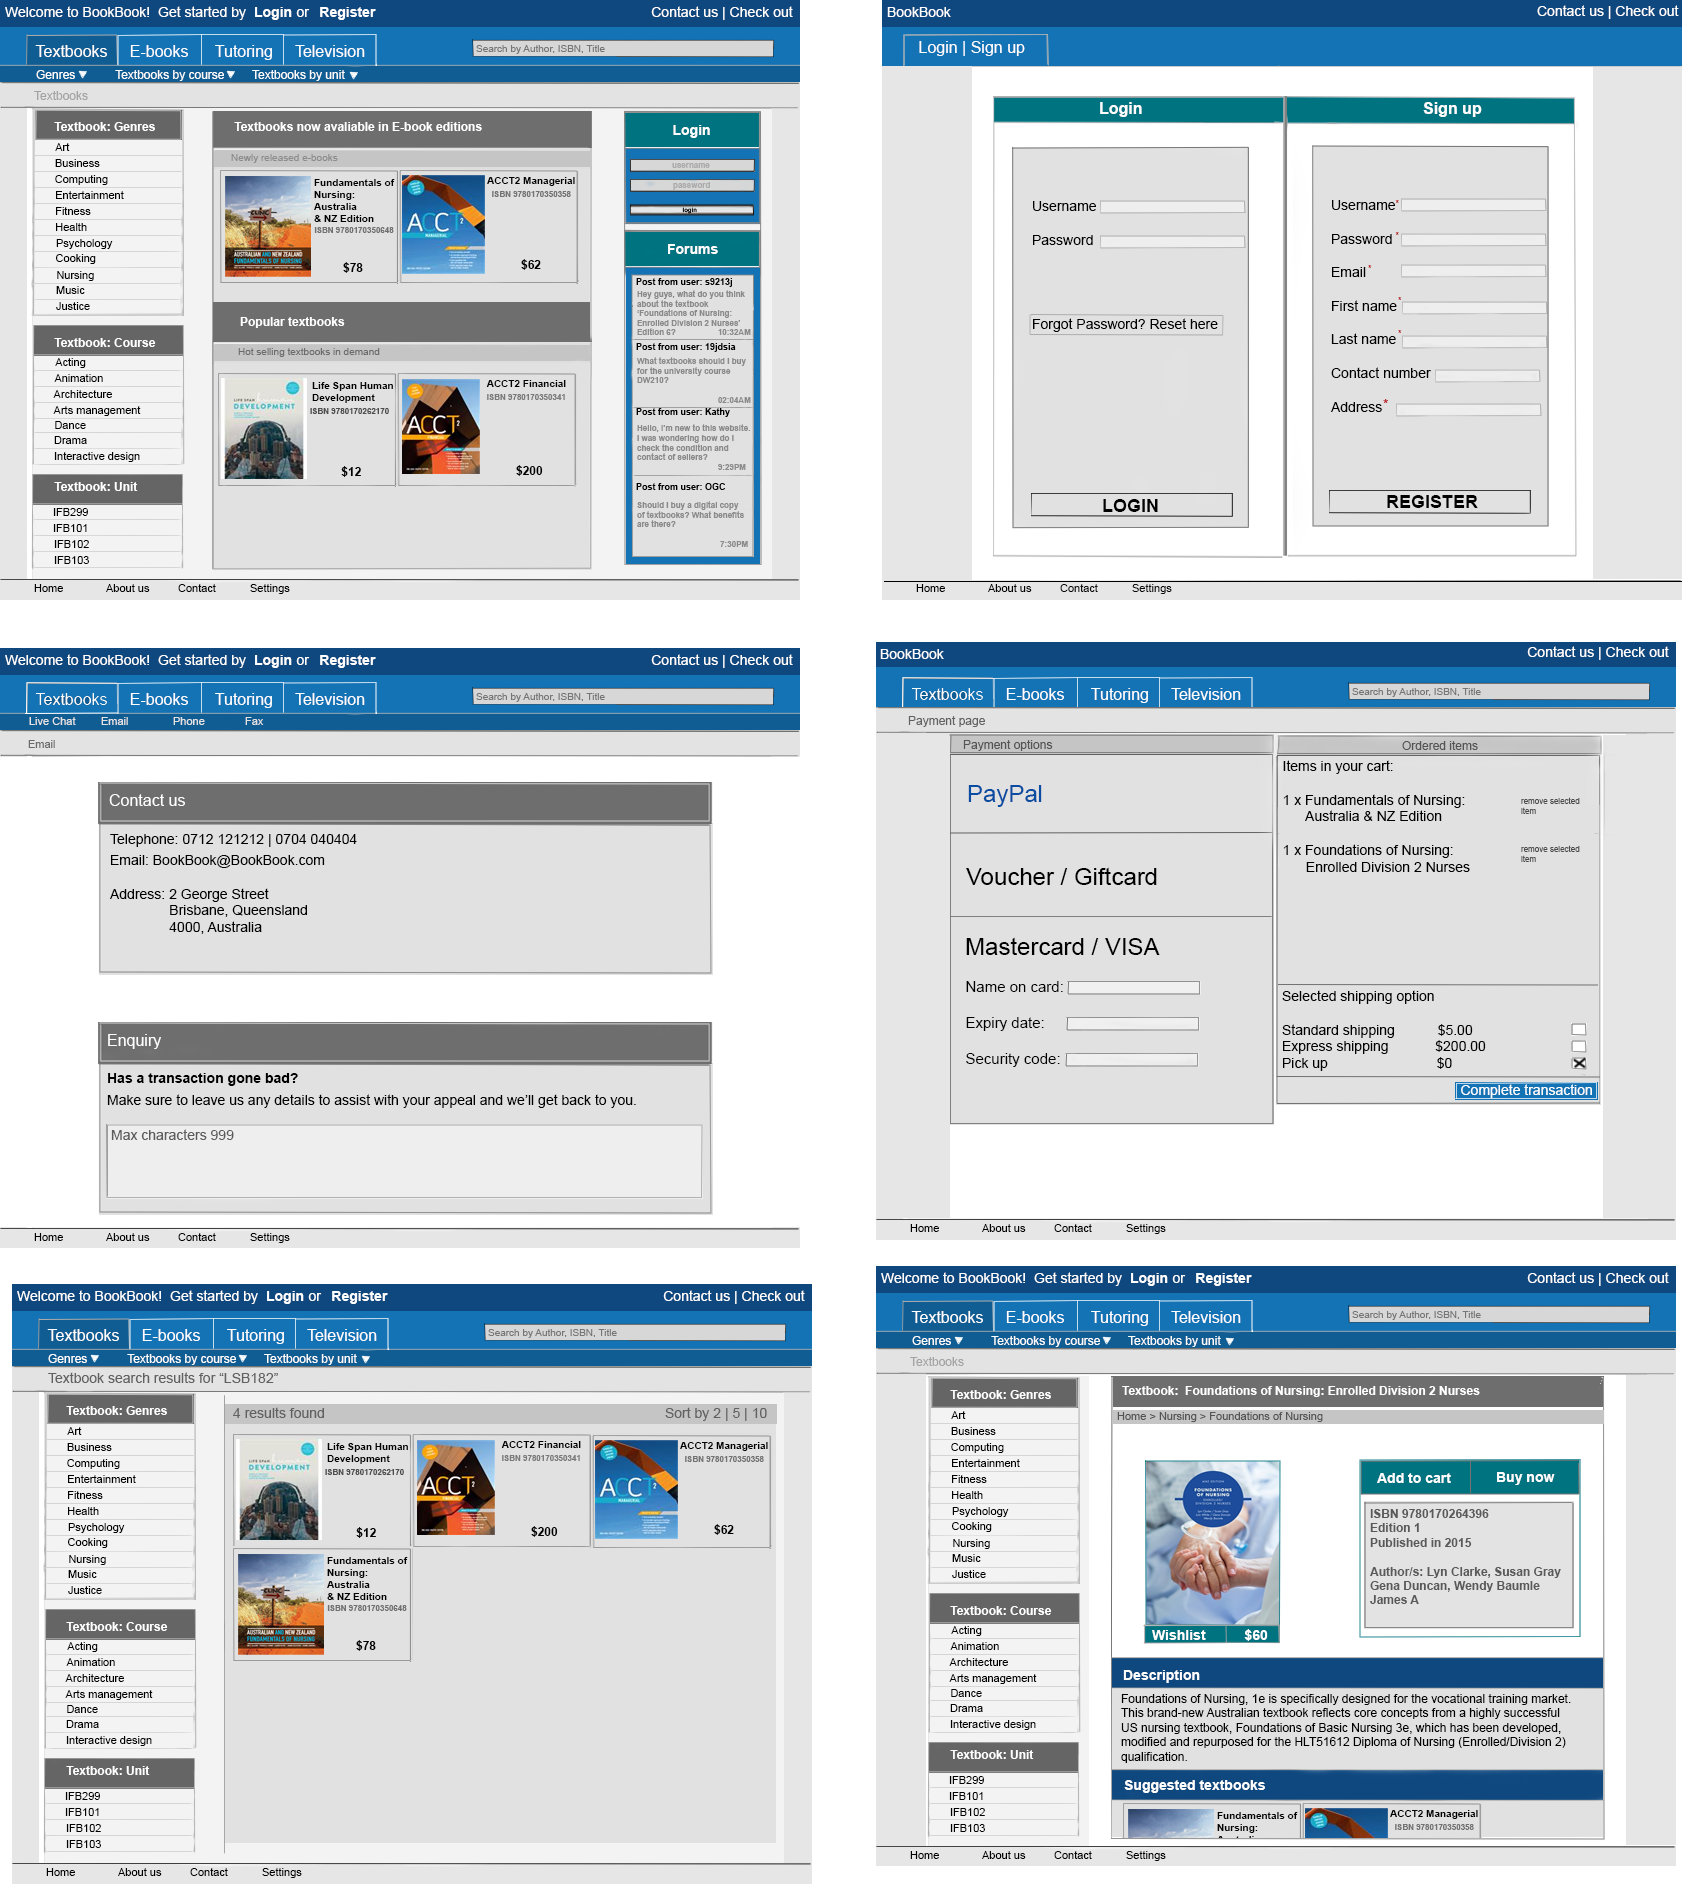 Welcome to BookBook!  Get started by  Login or  Register
Contact us | Check out
Textbooks
E-books
Tutoring
Television
Search by Author, ISBN, Title
Genres ▼
Textbooks by course ▼
Textbooks by unit ▼
Textbooks
Textbook: Genres
Art
Business
Computing
Entertainment
Fitness
Health
Psychology
Cooking
Nursing
Music
Justice
Textbook: Course
Acting
Animation
Architecture
Arts management
Dance
Drama
Interactive design
Textbook: Unit
IFB299
IFB101
IFB102
IFB103
Textbooks now avaliable in E-book editions
Newly released e-books
AUSTRALIAN AND NEW ZEALAND
FUNDAMENTALS OF NURSING
Fundamentals of
Nursing:
Australia
& NZ Edition
ISBN 9780170350648
$78
ACCT2
MANAGERIAL
ACCT2 Managerial
ISBN 9780170350358
$62
Popular textbooks
Hot selling textbooks in demand
LIFE SPAN HUMAN
DEVELOPMENT
Life Span Human
Development
ISBN 9780170262170
$12
ACCT2
ACCT2 Financial
ISBN 9780170350341
$200
Login
username
password
login
Forums
Post from user: s9213j
Hey guys, what do you think
about the textbook
'Foundations of Nursing:
Enrolled Division 2 Nurses'
Edition 6?
10:32AM
Post from user: 19jdsia
What textbooks should I buy
for the university course
DW210?
02:04AM
Post from user: Kathy
Hello, I'm new to this website.
I was wondering how do I
check the condition and
contact of sellers?
9:29PM
Post from user: OGC
Should I buy a digital copy
of textbooks? What benefits
are there?
7:30PM
Home
About us
Contact
Settings
BookBook
Contact us | Check out
Login | Sign up
Login
Username
Password
Forgot Password? Reset here
LOGIN
Sign up
Username*
Password *
Email *
First name*
Last name*
Contact number
Address*
REGISTER
Home
About us
Contact
Settings
Welcome to BookBook!  Get started by  Login or  Register
Contact us | Check out
Textbooks
E-books
Tutoring
Television
Search by Author, ISBN, Title
Live Chat
Email
Phone
Fax
Email
Contact us
Telephone: 0712 121212 | 0704 040404
Email: BookBook@BookBook.com
Address: 2 George Street
Brisbane, Queensland
4000, Australia
Enquiry
Has a transaction gone bad?
Make sure to leave us any details to assist with your appeal and we'll get back to you.
Max characters 999
Home
About us
Contact
Settings
BookBook
Contact us | Check out
Textbooks
E-books
Tutoring
Television
Search by Author, ISBN, Title
Payment page
Payment options
PayPal
Voucher / Giftcard
Mastercard / VISA
Name on card:
Expiry date:
Security code:
Ordered items
Items in your cart:
1 x Fundamentals of Nursing:
Australia & NZ Edition
remove selected
item
1 x Foundations of Nursing:
Enrolled Division 2 Nurses
remove selected
item
Selected shipping option
Standard shipping $5.00
Express shipping $200.00
Pick up $0
Complete transaction
Home
About us
Contact
Settings
Welcome to BookBook!  Get started by  Login or  Register
Contact us | Check out
Textbooks
E-books
Tutoring
Television
Search by Author, ISBN, Title
Genres ▼
Textbooks by course ▼
Textbooks by unit ▼
Textbook search results for “LSB182”
Textbook: Genres
Art
Business
Computing
Entertainment
Fitness
Health
Psychology
Cooking
Nursing
Music
Justice
Textbook: Course
Acting
Animation
Architecture
Arts management
Dance
Drama
Interactive design
Textbook: Unit
IFB299
IFB101
IFB102
IFB103
4 results found
Sort by 2 | 5 | 10
LIFE SPAN HUMAN
DEVELOPMENT
Life Span Human
Development
ISBN 9780170262170
$12
ACCT2
ACCT2 Financial
ISBN 9780170350341
$200
ACCT2
MANAGERIAL
ACCT2 Managerial
ISBN 9780170350358
$62
AUSTRALIAN AND NEW ZEALAND
FUNDAMENTALS OF NURSING
Fundamentals of
Nursing:
Australia
& NZ Edition
ISBN 9780170350648
$78
Home
About us
Contact
Settings
Welcome to BookBook!  Get started by  Login or  Register
Contact us | Check out
Textbooks
E-books
Tutoring
Television
Search by Author, ISBN, Title
Genres ▼
Textbooks by course ▼
Textbooks by unit ▼
Textbooks
Textbook: Genres
Art
Business
Computing
Entertainment
Fitness
Health
Psychology
Cooking
Nursing
Music
Justice
Textbook: Course
Acting
Animation
Architecture
Arts management
Dance
Drama
Interactive design
Textbook: Unit
IFB299
IFB101
IFB102
IFB103
Textbook:  Foundations of Nursing: Enrolled Division 2 Nurses
Home > Nursing > Foundations of Nursing
FOUNDATIONS
OF NURSING
Wishlist
$60
Add to cart
Buy now
ISBN 9780170264396
Edition 1
Published in 2015
Author/s: Lyn Clarke, Susan Gray
Gena Duncan, Wendy Baumle
James A
Description
Foundations of Nursing, 1e is specifically designed for the vocational training market.
This brand-new Australian textbook reflects core concepts from a highly successful
US nursing textbook, Foundations of Basic Nursing 3e, which has been developed,
modified and repurposed for the HLT51612 Diploma of Nursing (Enrolled/Division 2)
qualification.
Suggested textbooks
Fundamentals of
Nursing:
ACCT2 Managerial
ISBN 9780170350358
Home
About us
Contact
Settings